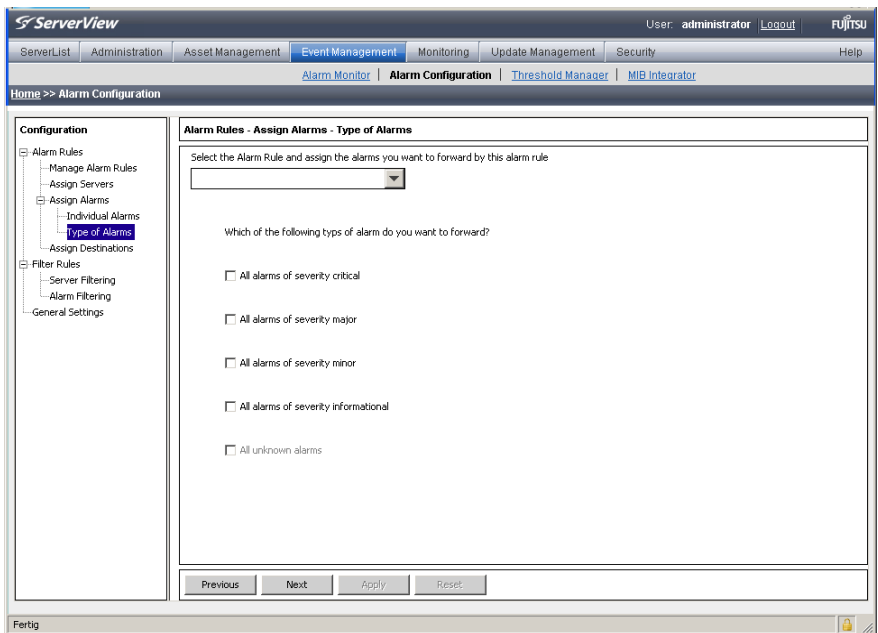 ServerView
User: administrator Logout
FUJITSU
ServerList Administration Asset Management Event Management Monitoring Update Management Security Help
Alarm Monitor | Alarm Configuration | Threshold Manager | MIB Integrator
Home >> Alarm Configuration
Configuration
Alarm Rules
Manage Alarm Rules
Assign Servers
Assign Alarms
Individual Alarms
Type of Alarms
Assign Destinations
Filter Rules
Server Filtering
Alarm Filtering
General Settings
Alarm Rules - Assign Alarms - Type of Alarms
Select the Alarm Rule and assign the alarms you want to forward by this alarm rule
Which of the following typs of alarm do you want to forward?
All alarms of severity critical
All alarms of severity major
All alarms of severity minor
All alarms of severity informational
All unknown alarms
Previous Next Apply Reset
Fertig